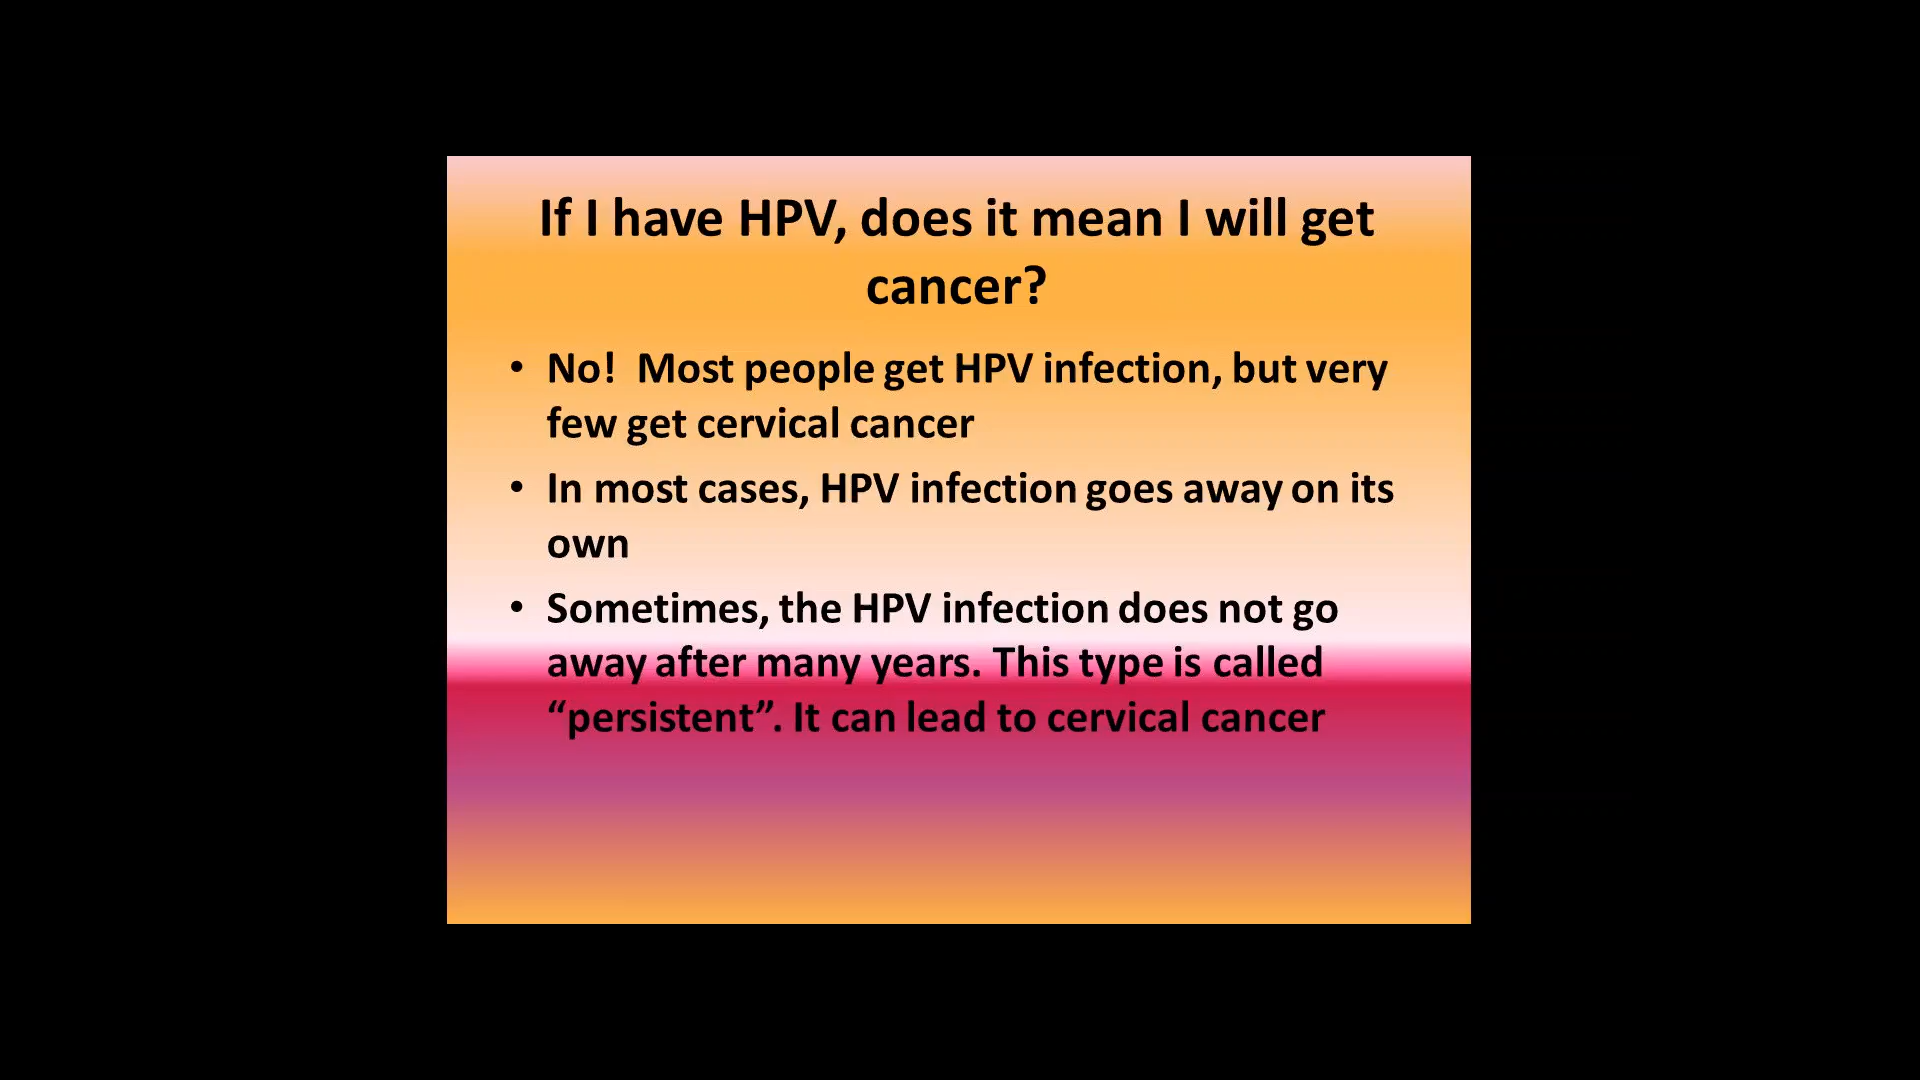 If I have HPV, does it mean I will get
cancer?
• No!  Most people get HPV infection, but very
few get cervical cancer
• In most cases, HPV infection goes away on its
own
• Sometimes, the HPV infection does not go
away after many years. This type is called
“persistent”. It can lead to cervical cancer